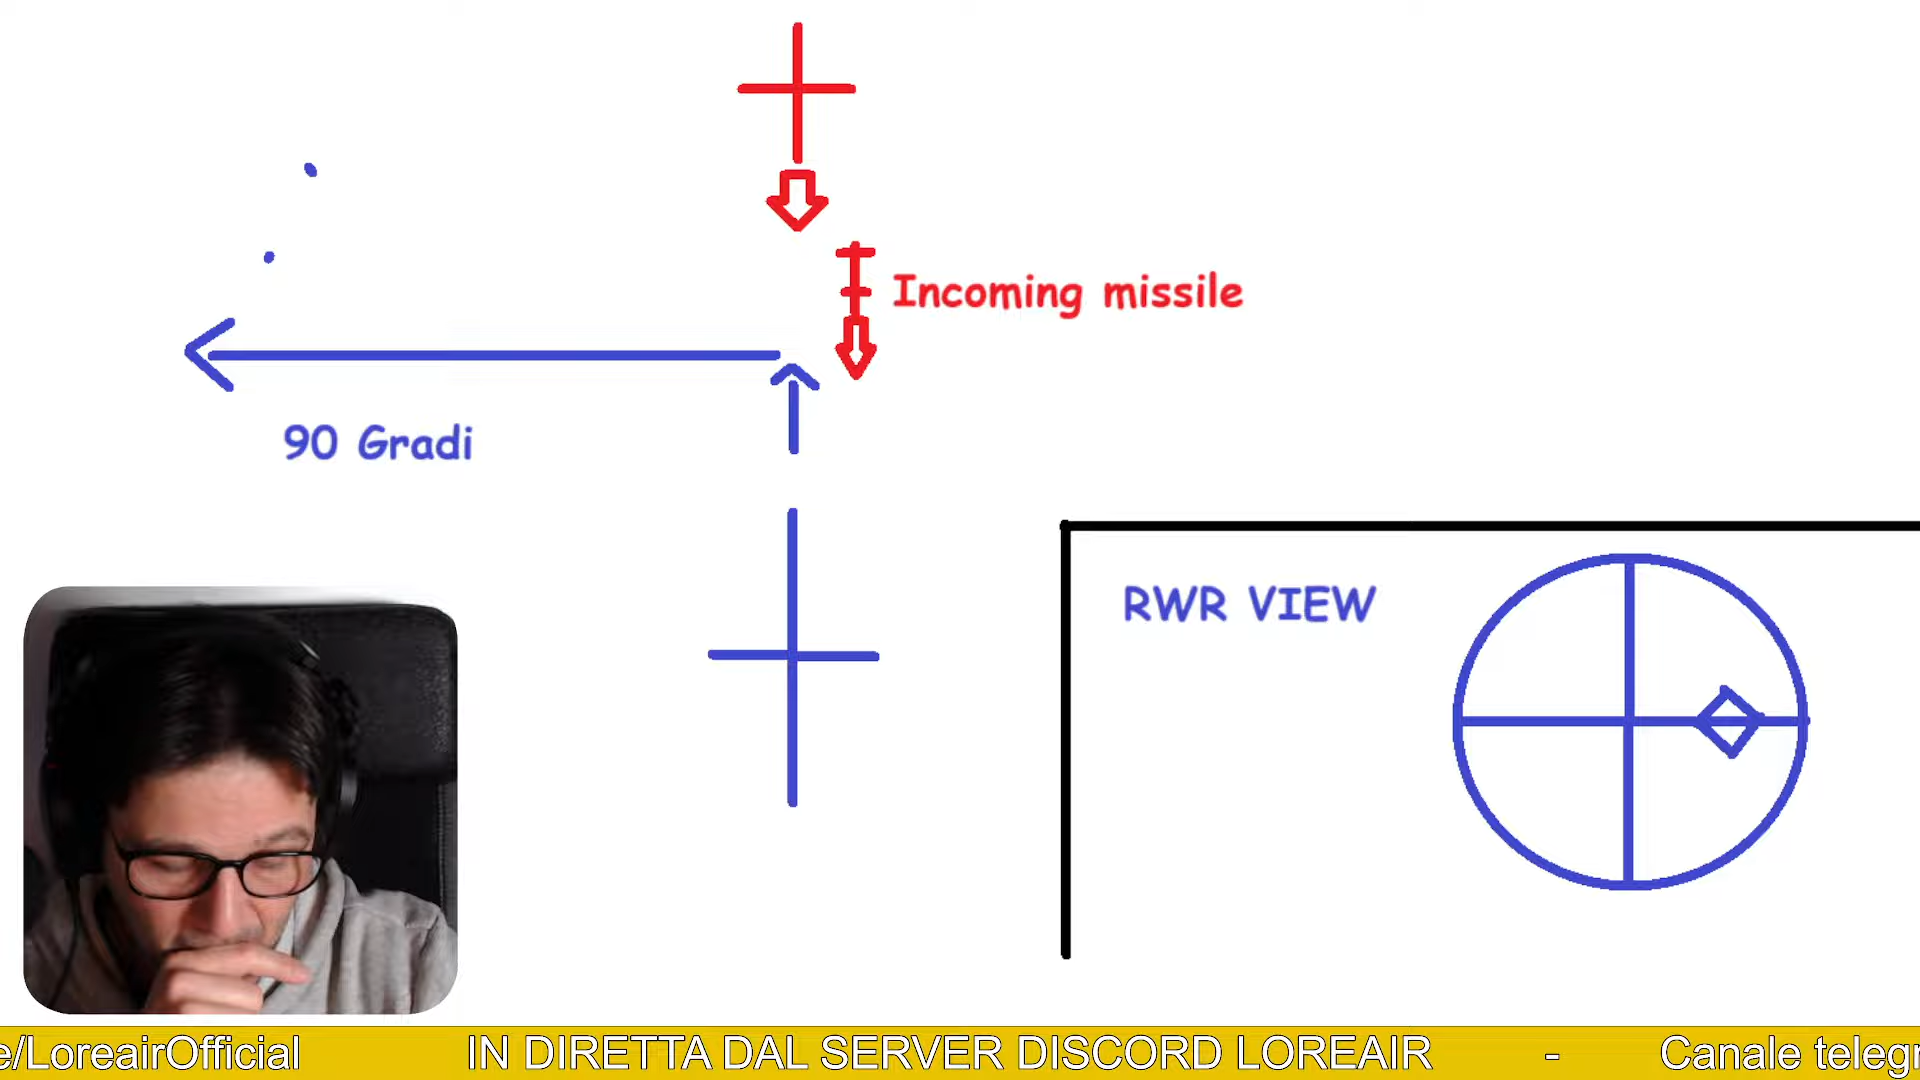 Incoming missile
90 Gradi
RWR VIEW
e/LoreairOfficial IN DIRETTA DAL SERVER DISCORD LOREAIR - Canale telegr